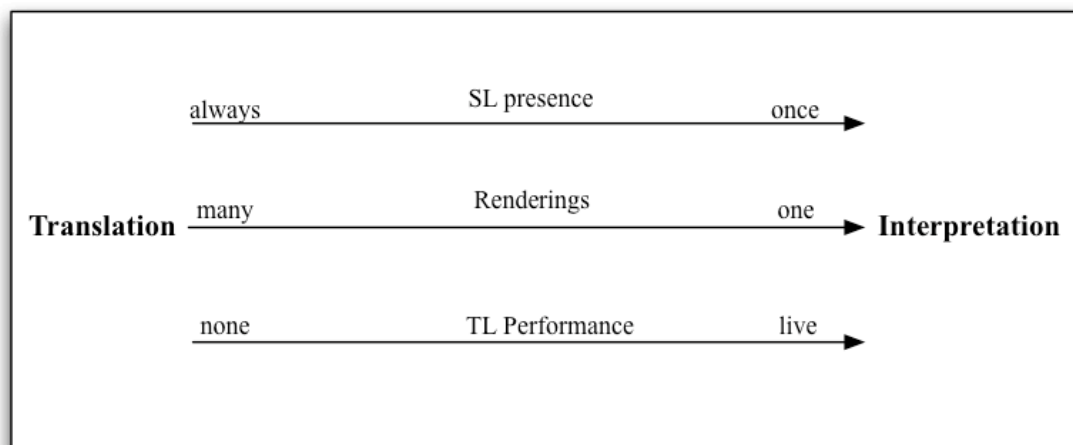 SL presence
always once
Renderings
many one
Translation Interpretation
none TL Performance live